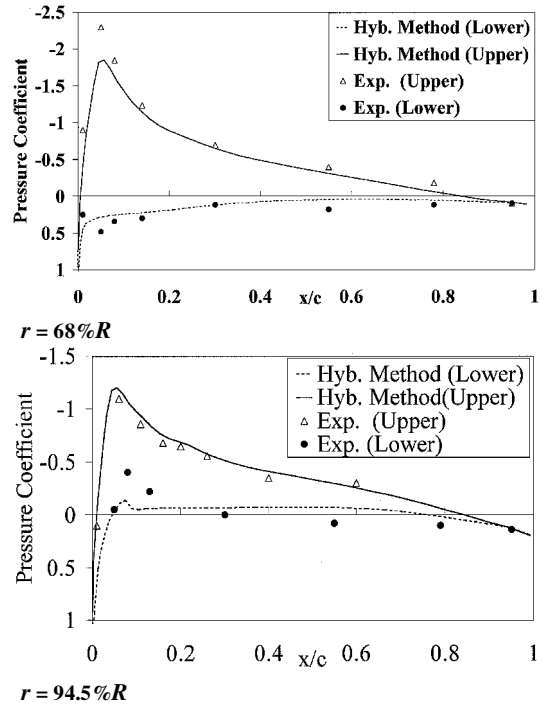 -2.5
-2
-1.5
-1
-0.5
0
0.5
1
Pressure Coefficient
Hyb. Method (Lower)
Hyb. Method (Upper)
Exp. (Upper)
Exp. (Lower)
0 0.2 0.4 0.6 0.8 1
x/c
r = 68%R
-1.5
-1
-0.5
0
0.5
1
Pressure Coefficient
Hyb. Method (Lower)
Hyb. Method(Upper)
Exp. (Upper)
Exp. (Lower)
0 0.2 0.4 0.6 0.8 1
x/c
r = 94.5%R